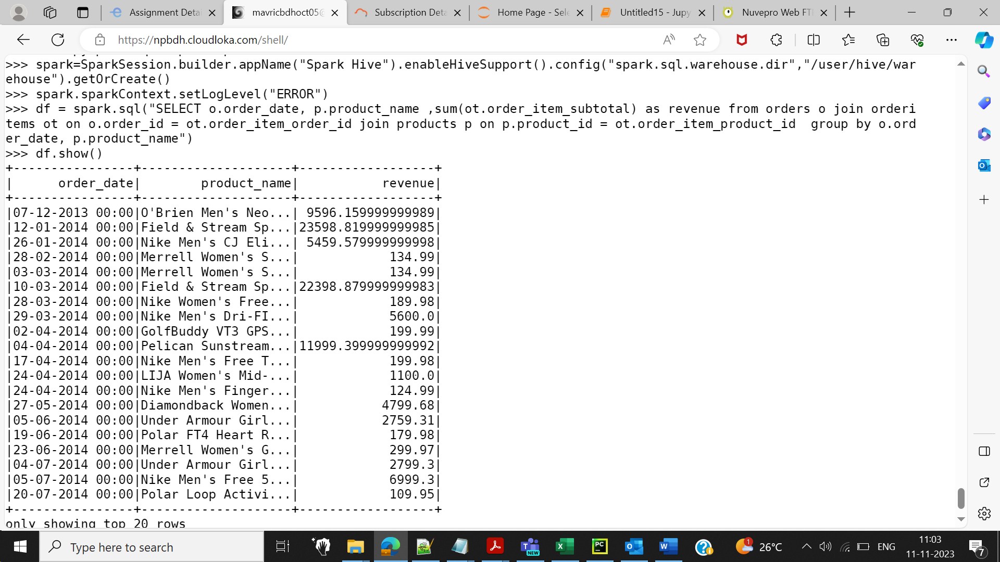 Assignment Detai
mavricbdhoct05@
Subscription Deta
Home Page - Sele
Untitled15 - Jupy
Nuvepro Web FTP
https://npbdh.cloudloka.com/shell/
>>> spark=SparkSession.builder.appName("Spark Hive").enableHiveSupport().config("spark.sql.warehouse.dir","/user/hive/war
ehouse").getOrCreate()
>>> spark.sparkContext.setLogLevel("ERROR")
>>> df = spark.sql("SELECT o.order_date, p.product_name ,sum(ot.order_item_subtotal) as revenue from orders o join orderi
tems ot on o.order_id = ot.order_item_order_id join products p on p.product_id = ot.order_item_product_id  group by o.ord
er_date, p.product_name")
>>> df.show()
+----------------+--------------------+------------------+
|      order_date|        product_name|           revenue|
+----------------+--------------------+------------------+
|07-12-2013 00:00|O'Brien Men's Neo...| 9596.159999999989|
|12-01-2014 00:00|Field & Stream Sp...|23598.819999999985|
|26-01-2014 00:00|Nike Men's CJ Eli...| 5459.579999999998|
|28-02-2014 00:00|Merrell Women's S...|            134.99|
|03-03-2014 00:00|Merrell Women's S...|            134.99|
|10-03-2014 00:00|Field & Stream Sp...|22398.879999999983|
|28-03-2014 00:00|Nike Women's Free...|            189.98|
|29-03-2014 00:00|Nike Men's Dri-FI...|            5600.0|
|02-04-2014 00:00|GolfBuddy VT3 GPS...|            199.99|
|04-04-2014 00:00|Pelican Sunstream...|11999.399999999992|
|17-04-2014 00:00|Nike Men's Free T...|            199.98|
|24-04-2014 00:00|LIJA Women's Mid-...|            1100.0|
|24-04-2014 00:00|Nike Men's Finger...|            124.99|
|27-05-2014 00:00|Diamondback Women...|           4799.68|
|05-06-2014 00:00|Under Armour Girl...|           2759.31|
|19-06-2014 00:00|Polar FT4 Heart R...|            179.98|
|23-06-2014 00:00|Merrell Women's G...|            299.97|
|04-07-2014 00:00|Under Armour Girl...|            2799.3|
|05-07-2014 00:00|Nike Men's Free 5...|            6999.3|
|20-07-2014 00:00|Polar Loop Activi...|            109.95|
+----------------+--------------------+------------------+
only showing top 20 rows
Type here to search
NEW
PC
1
26°C
ENG
11:03
11-11-2023
7